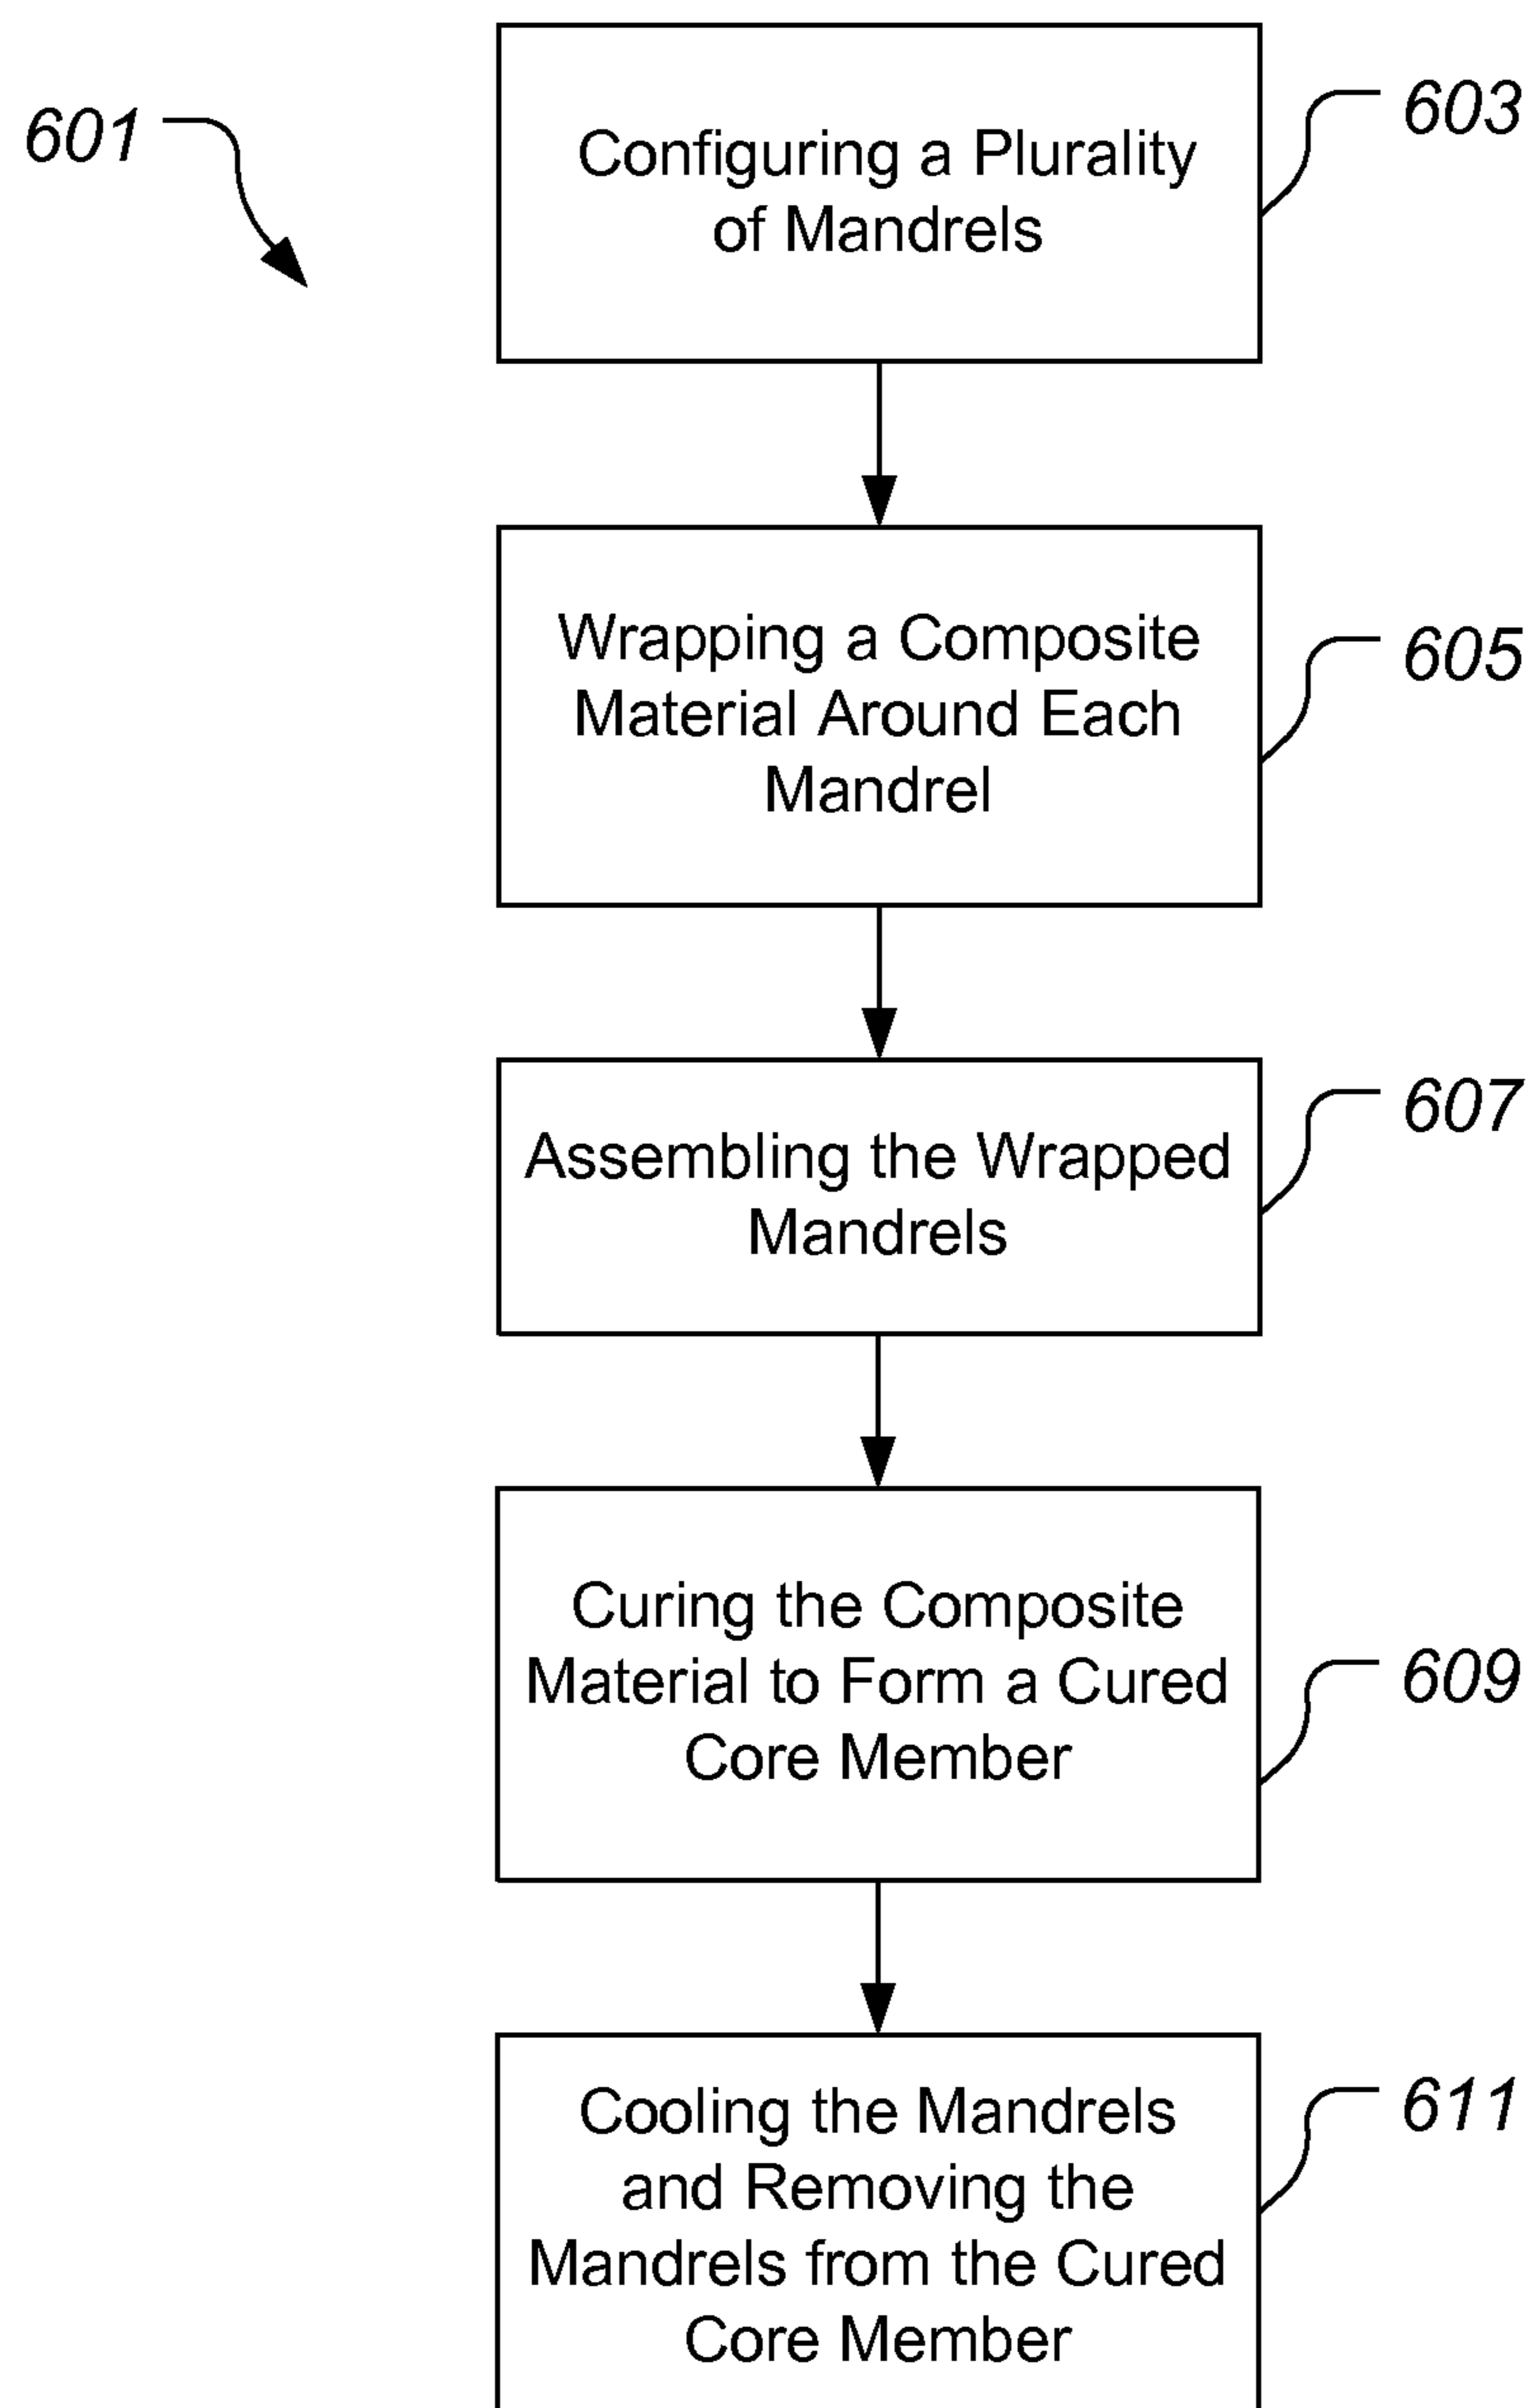 601
603
Configuring a Plurality
of Mandrels
605
Wrapping a Composite
Material Around Each
Mandrel
607
Assembling the Wrapped
Mandrels
609
Curing the Composite
Material to Form a Cured
Core Member
611
Cooling the Mandrels
and Removing the
Mandrels from the Cured
Core Member